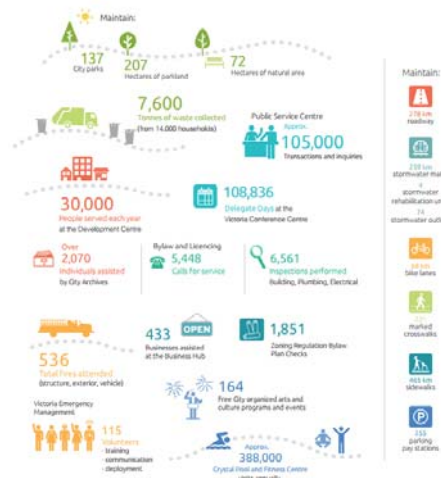 Maintain:
137
City parks
207
Hectares of parkland
72
Hectares of natural area
7,600
Tonnes of waste collected
(from 14,000 households)
Public Service Centre
Approx.
105,000
Transactions and inquiries
30,000
People served each year
at the Development Centre
108,836
Delegate Days at the
Victoria Conference Centre
Over
2,070
Individuals assisted
by City Archives
Bylaw and Licencing
5,448
Calls for service
6,561
Inspections performed
Building, Plumbing, Electrical
536
Total Fires attended
(structure, exterior, vehicle)
433
Businesses assisted
at the Business Hub
OPEN
1,851
Zoning Regulation Bylaw
Plan Checks
Victoria Emergency
Management
115
Volunteers
- training
- communication
- deployment
164
Free City organized arts and
culture programs and events
Approx.
388,000
Crystal Pool and Fitness Centre
Maintain:
278 km
roadway
stormwater
rehabilitation
stormwater
bike lanes
marked
crosswalks
sidewalks
P
parking
pay stations